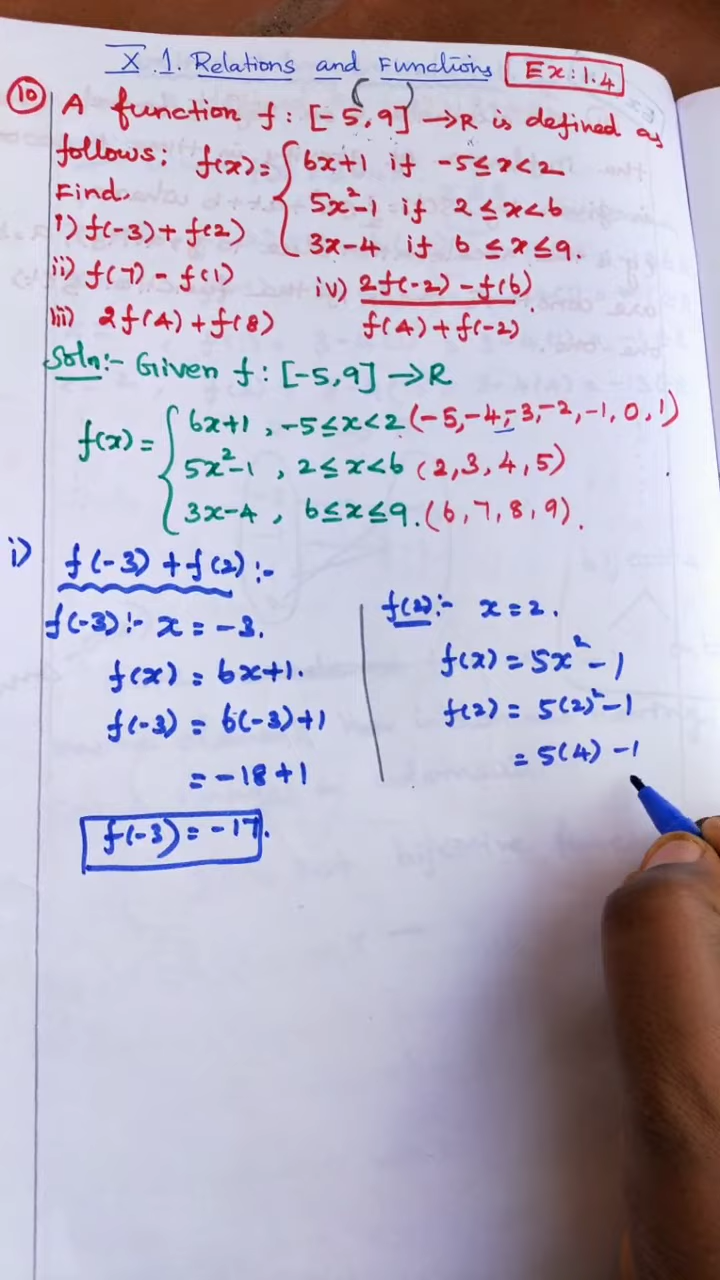 X.1. Relations and Functions Ex:1.4
10 A function f: [-5, 9] → R is defined as
follows: f(x) = { 6x+1 if -5 ≤ x < 2
5x²-1 if 2 ≤ x < 6
3x-4 if 6 ≤ x ≤ 9.
Find.
i) f(-3) + f(2)
ii) f(7) - f(1)
iii) 2f(4) + f(8)
iv) 2f(-2) - f(6)
f(4) + f(-2)
Soln:- Given f: [-5, 9] → R
f(x) = { 6x+1 , -5 ≤ x < 2 (-5, -4, -3, -2, -1, 0, 1)
5x²-1 , 2 ≤ x < 6 (2, 3, 4, 5)
3x-4 , 6 ≤ x ≤ 9. (6, 7, 8, 9).
i) f(-3) + f(2) :-
f(-3) :- x = -3.
f(x) = 6x+1.
f(-3) = 6(-3)+1
= -18+1
f(-3) = -17.
f(2) :- x = 2.
f(x) = 5x²-1
f(2) = 5(2)²-1
= 5(4) -1